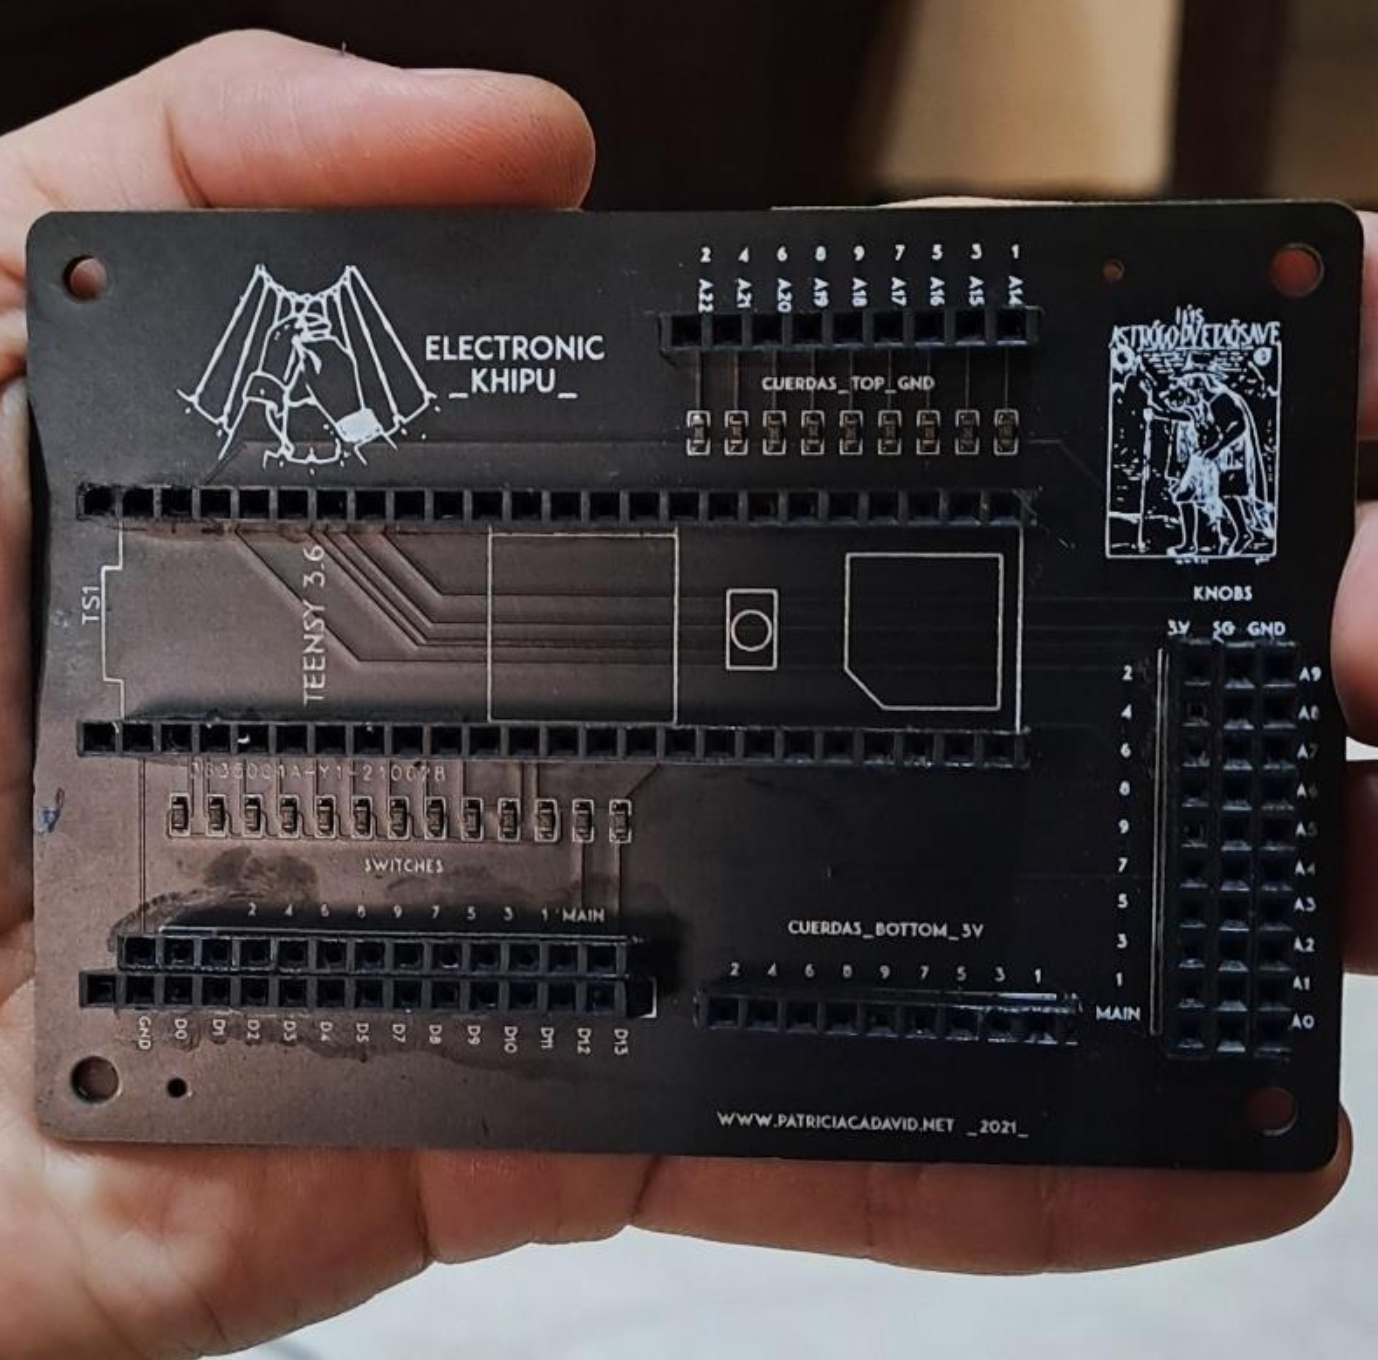 2 4 6 8 9 7 5 3 1
A22 A21 A20 A19 A18 A17 A16 A15 A14
ELECTRONIC
_KHIPU_
CUERDAS_TOP_GND
KNOBS
3V SG GND
TS1
TEENSY 3.6
2 A9
4 A8
6 A7
8 A6
9 A5
7 A4
5 A3
3 A2
1 A1
MAIN A0
SWITCHES
2 4 6 8 9 7 5 3 1 MAIN
GND D0 D1 D2 D3 D4 D5 D7 D8 D9 D10 D11 D12 D13
CUERDAS_BOTTOM_3V
2 4 6 8 9 7 5 3 1
WWW.PATRICIACADAVID.NET _2021_